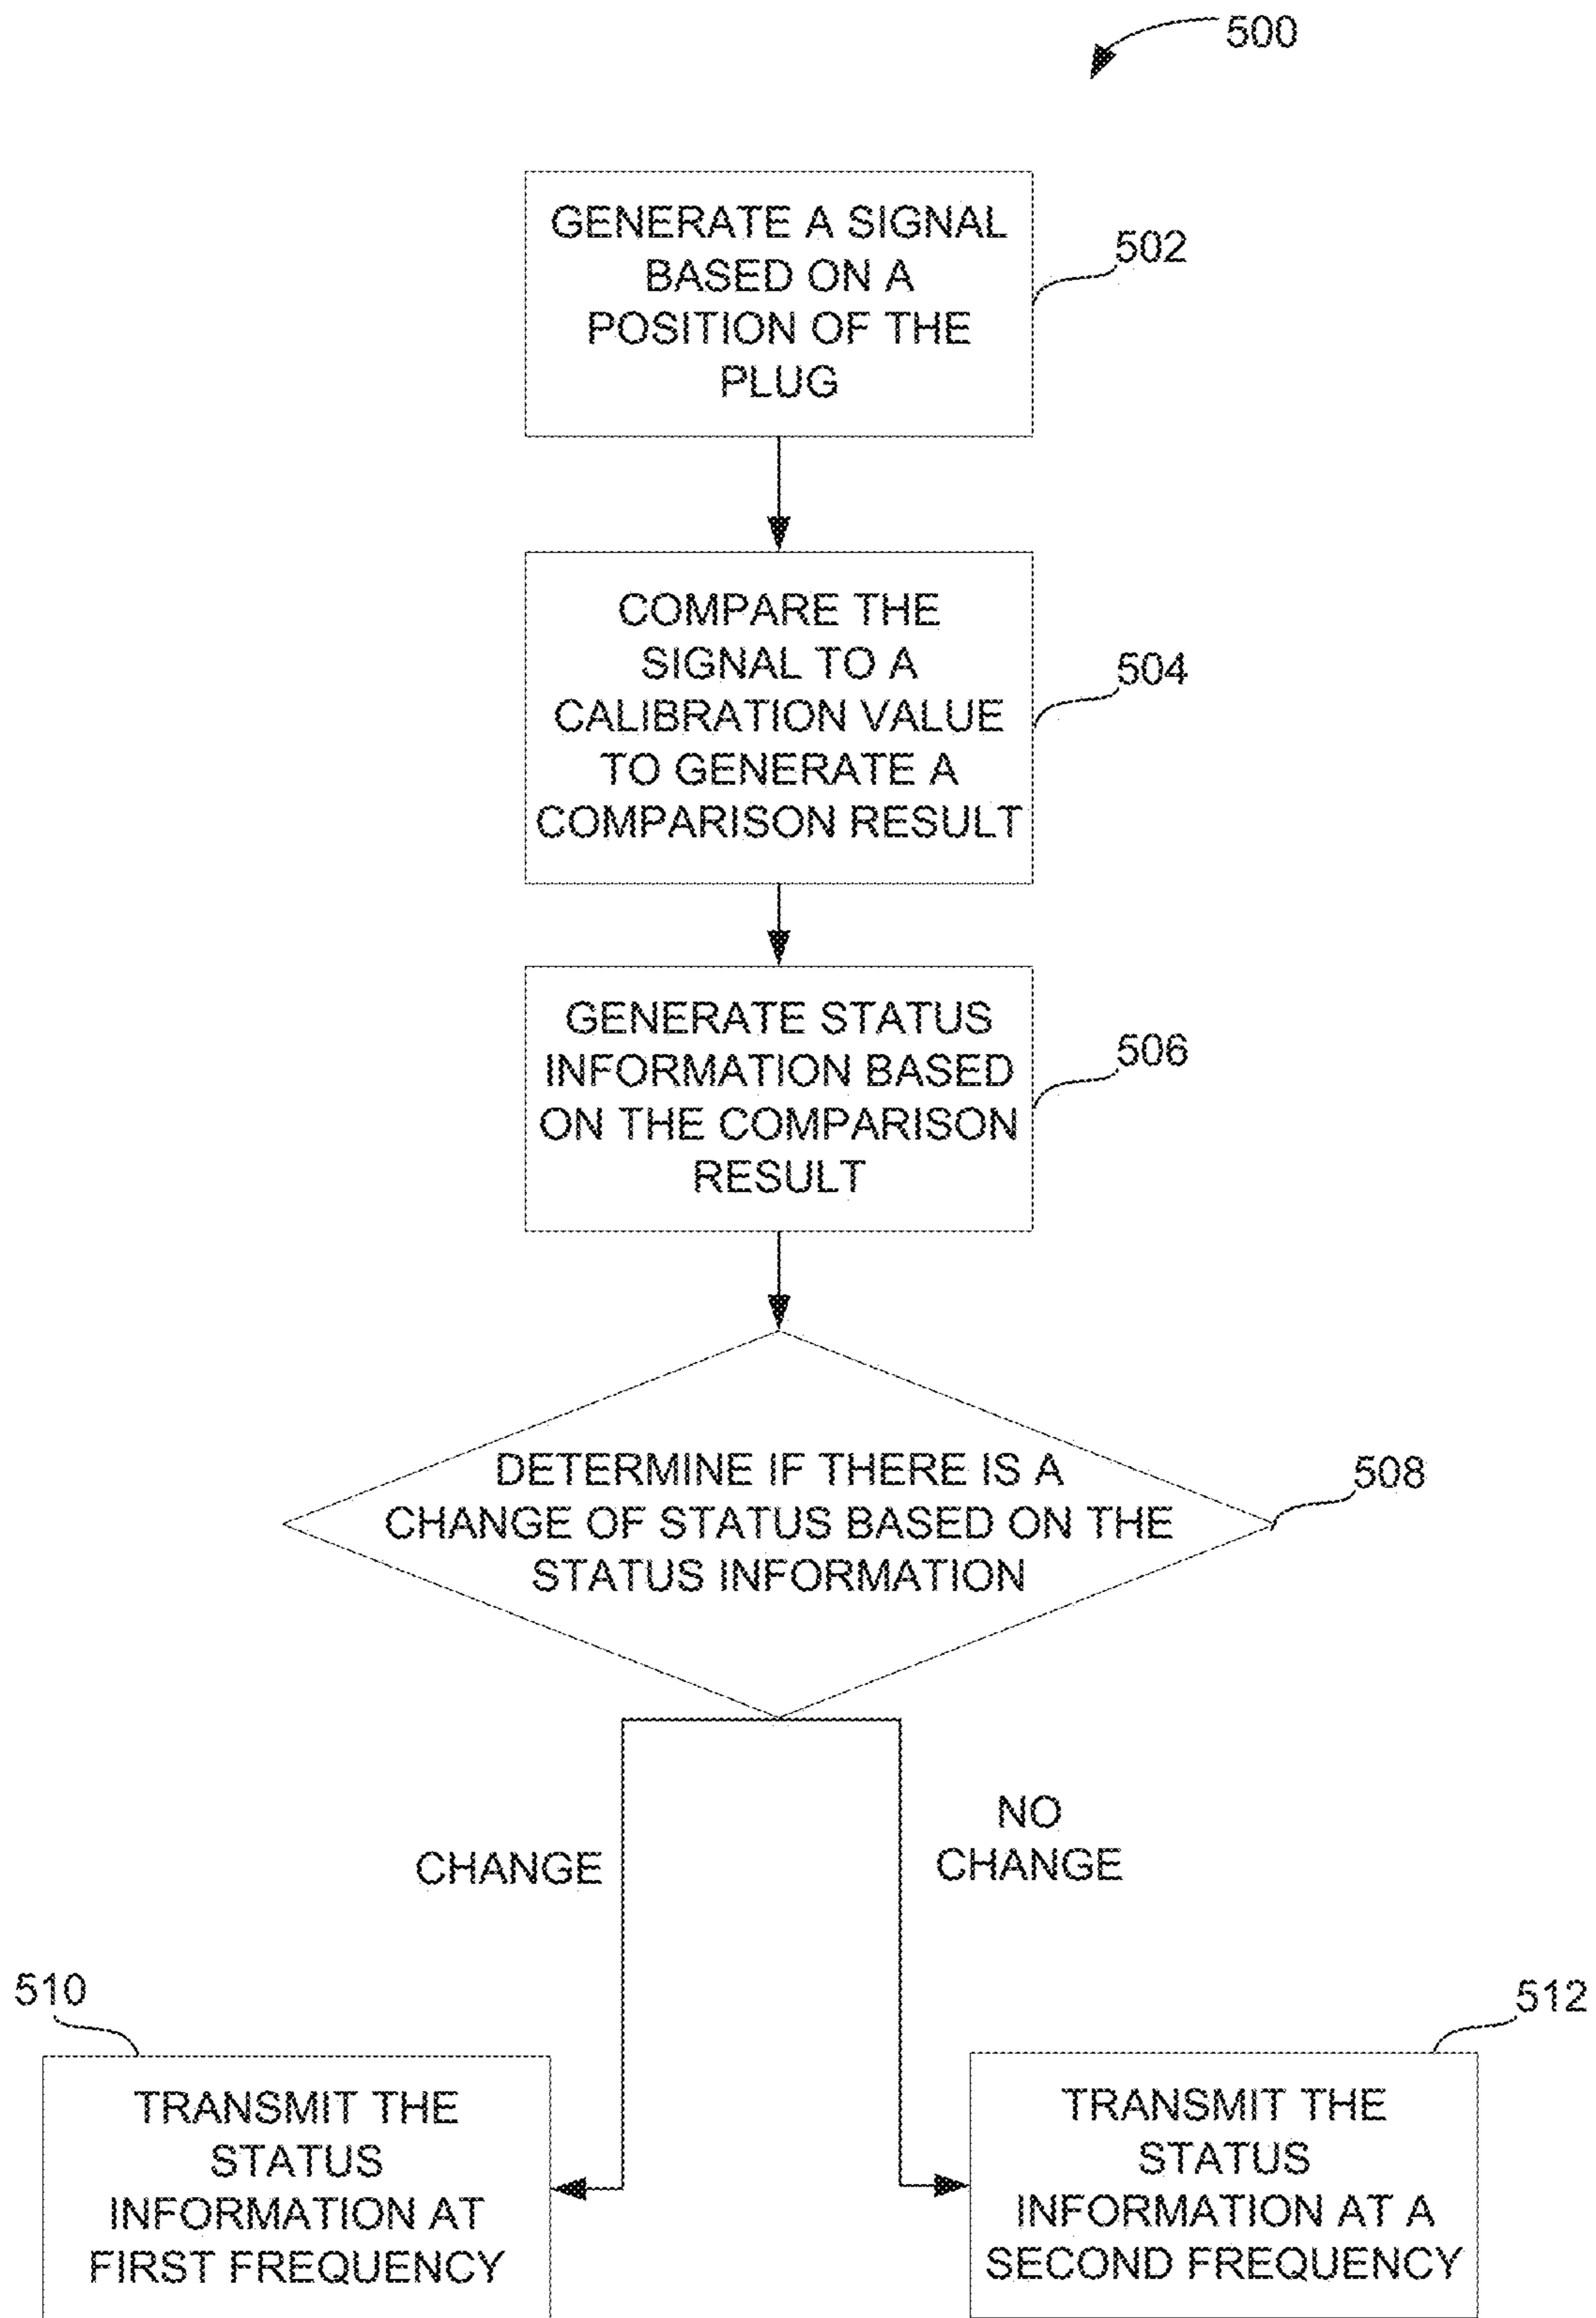 500
GENERATE A SIGNAL
BASED ON A
POSITION OF THE
PLUG
502
COMPARE THE
SIGNAL TO A
CALIBRATION VALUE
TO GENERATE A
COMPARISON RESULT
504
GENERATE STATUS
INFORMATION BASED
ON THE COMPARISON
RESULT
506
DETERMINE IF THERE IS A
CHANGE OF STATUS BASED ON THE
STATUS INFORMATION
508
CHANGE
NO
CHANGE
510
TRANSMIT THE
STATUS
INFORMATION AT
FIRST FREQUENCY
512
TRANSMIT THE
STATUS
INFORMATION AT A
SECOND FREQUENCY